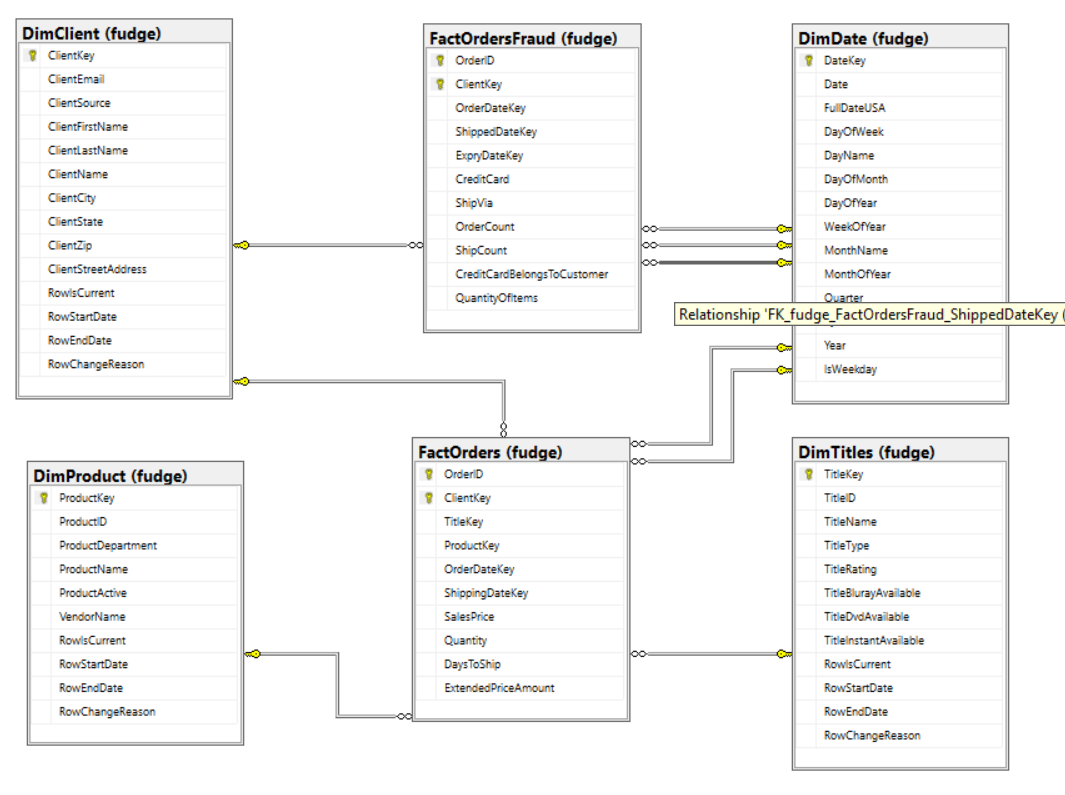 DimClient (fudge)
ClientKey
ClientEmail
ClientSource
ClientFirstName
ClientLastName
ClientName
ClientCity
ClientState
ClientZip
ClientStreetAddress
RowIsCurrent
RowStartDate
RowEndDate
RowChangeReason
FactOrdersFraud (fudge)
OrderID
ClientKey
OrderDateKey
ShippedDateKey
ExpryDateKey
CreditCard
ShipVia
OrderCount
ShipCount
CreditCardBelongsToCustomer
QuantityOfItems
DimDate (fudge)
DateKey
Date
FullDateUSA
DayOfWeek
DayName
DayOfMonth
DayOfYear
WeekOfYear
MonthName
MonthOfYear
Quarter
Relationship 'FK_fudge_FactOrdersFraud_ShippedDateKey (
Year
IsWeekday
DimProduct (fudge)
ProductKey
ProductID
ProductDepartment
ProductName
ProductActive
VendorName
RowIsCurrent
RowStartDate
RowEndDate
RowChangeReason
FactOrders (fudge)
OrderID
ClientKey
TitleKey
ProductKey
OrderDateKey
ShippingDateKey
SalesPrice
Quantity
DaysToShip
ExtendedPriceAmount
DimTitles (fudge)
TitleKey
TitleID
TitleName
TitleType
TitleRating
TitleBlurayAvailable
TitleDvdAvailable
TitleInstantAvailable
RowIsCurrent
RowStartDate
RowEndDate
RowChangeReason